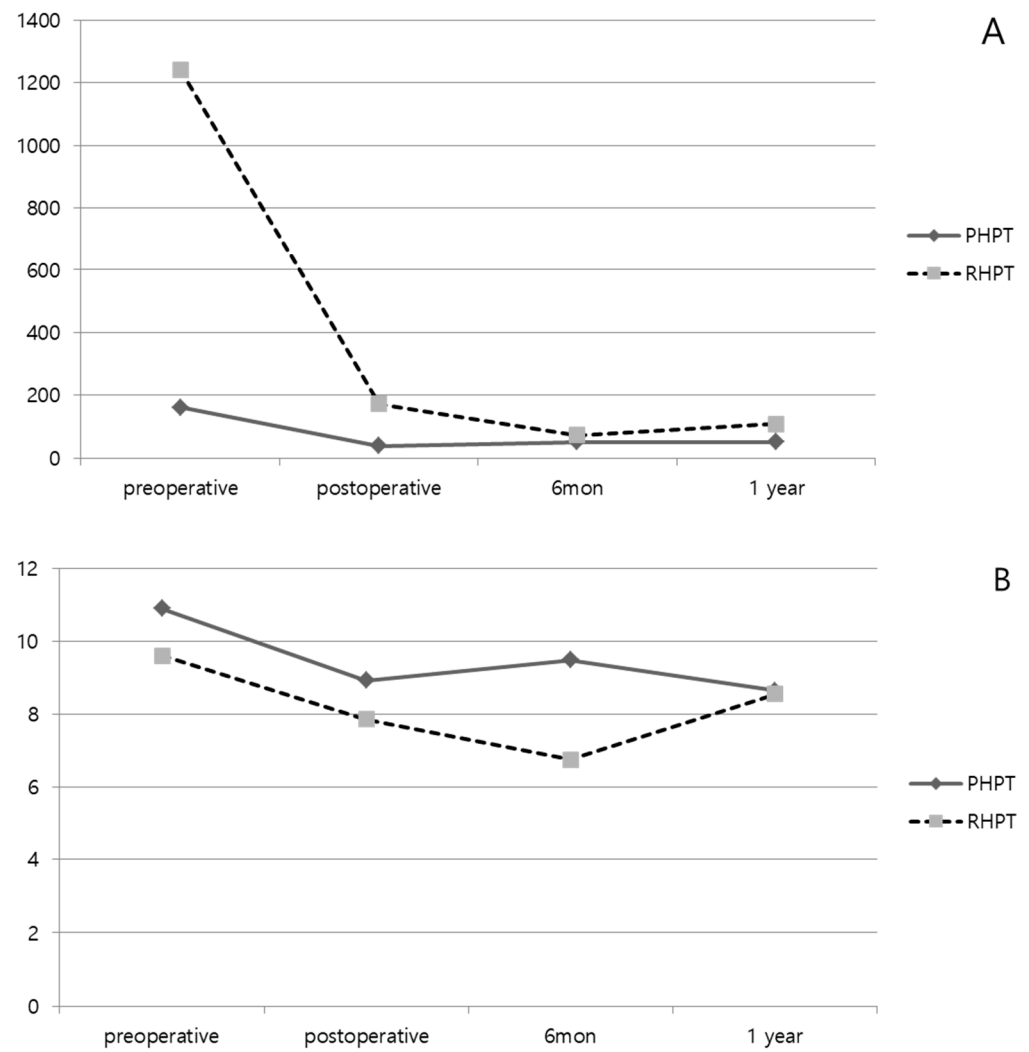 A
1400
1200
1000
800
600
400
200
0
preoperative postoperative 6mon 1 year
PHPT
RHPT
B
12
10
8
6
4
2
0
preoperative postoperative 6mon 1 year
PHPT
RHPT